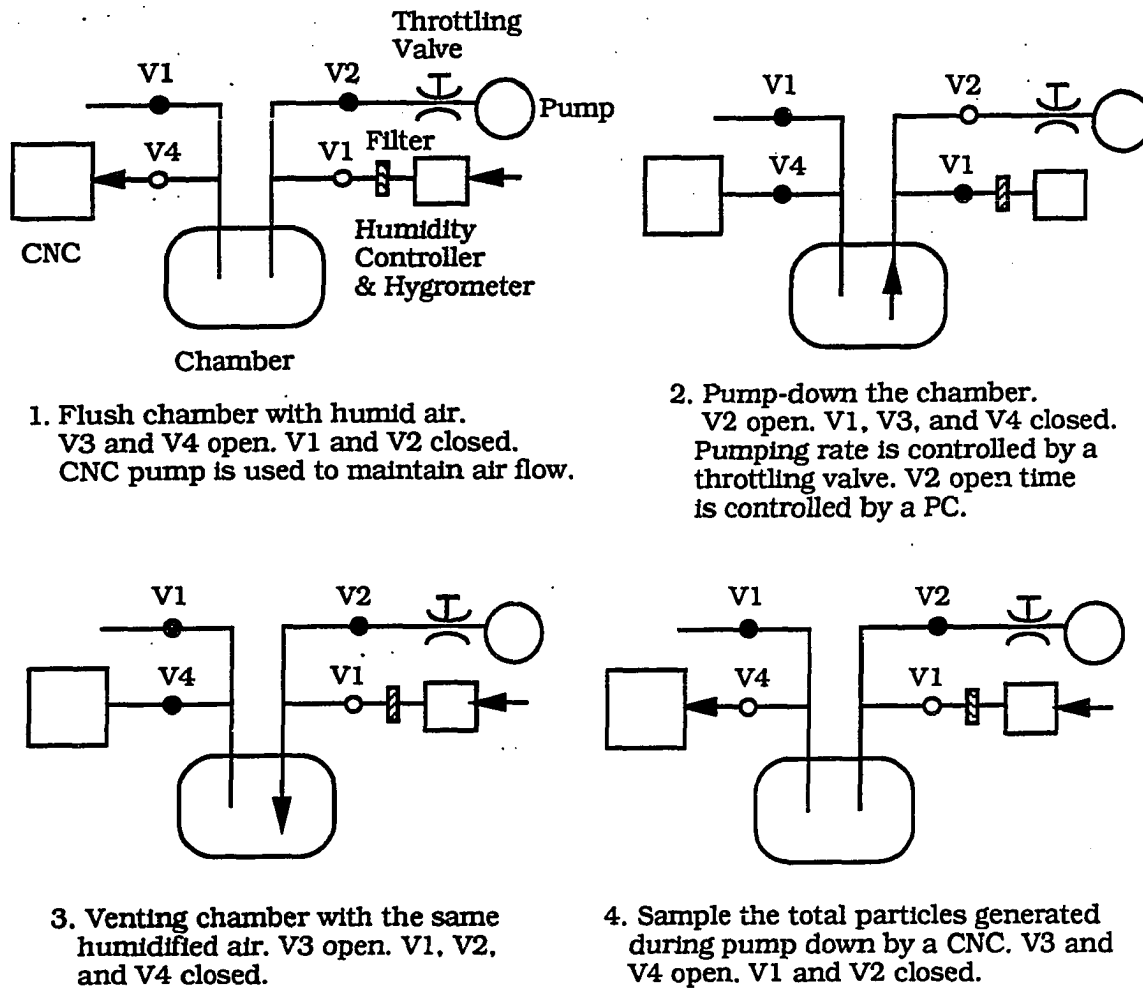 Throttling
Valve
V1
V2
Pump
V4
V1
Filter
CNC
Humidity
Controller
& Hygrometer
Chamber
1. Flush chamber with humid air.
V3 and V4 open. V1 and V2 closed.
CNC pump is used to maintain air flow.
V1
V2
V4
V1
2. Pump-down the chamber.
V2 open. V1, V3, and V4 closed.
Pumping rate is controlled by a
throttling valve. V2 open time
is controlled by a PC.
V1
V2
V4
V1
3. Venting chamber with the same
humidified air. V3 open. V1, V2,
and V4 closed.
V1
V2
V4
V1
4. Sample the total particles generated
during pump down by a CNC. V3 and
V4 open. V1 and V2 closed.